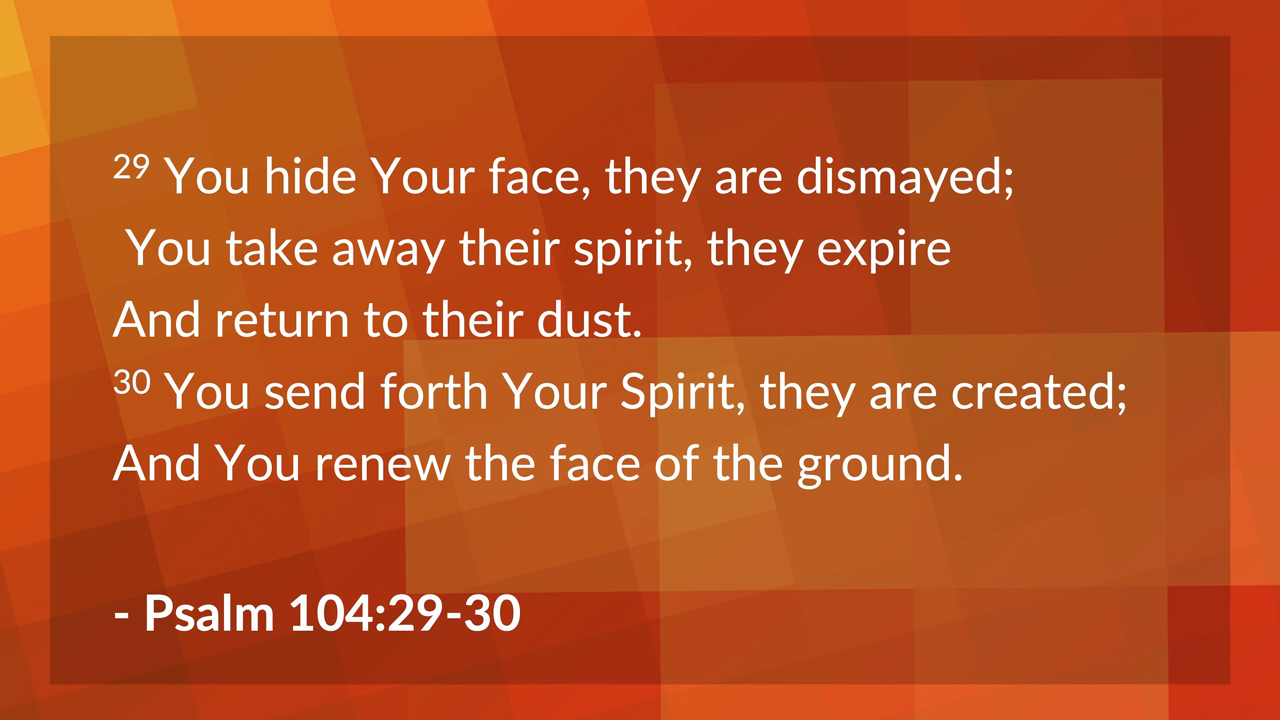 29 You hide Your face, they are dismayed;
You take away their spirit, they expire
And return to their dust.
30 You send forth Your Spirit, they are created;
And You renew the face of the ground.
- Psalm 104:29-30